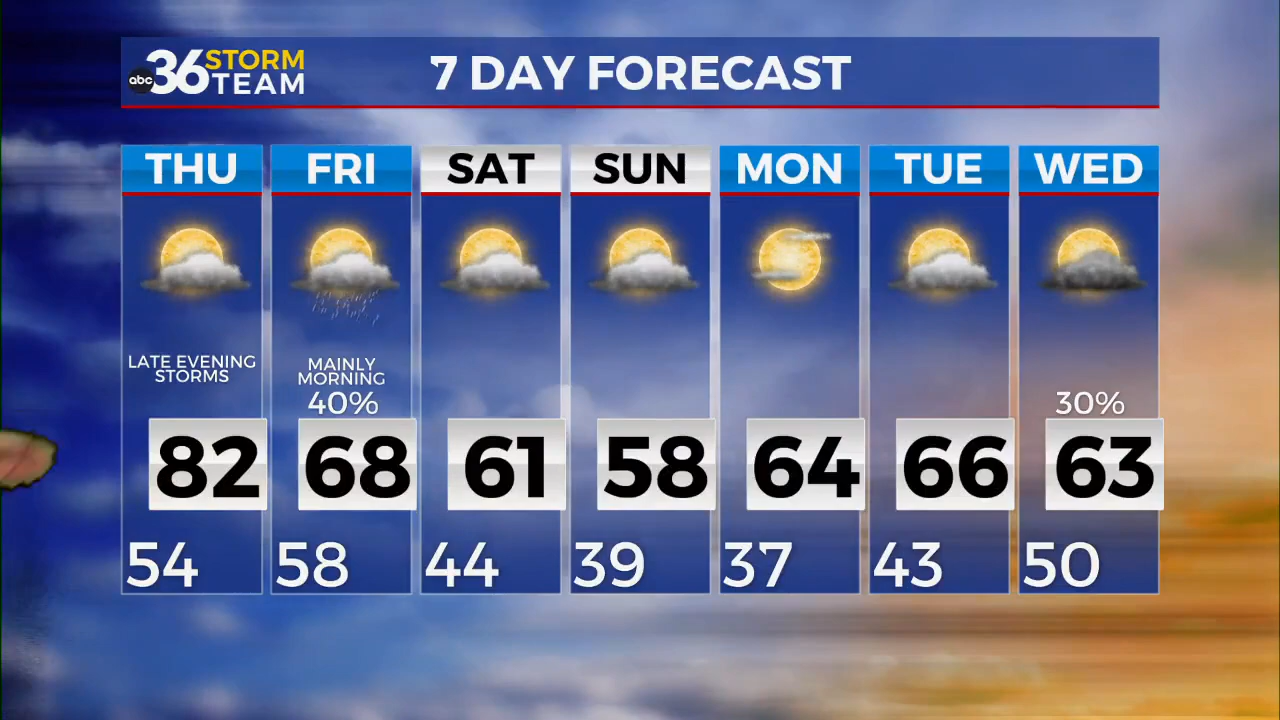 abc 36 STORM TEAM
7 DAY FORECAST
THU FRI SAT SUN MON TUE WED
LATE EVENING STORMS
MAINLY MORNING
40%
30%
82 68 61 58 64 66 63
54 58 44 39 37 43 50